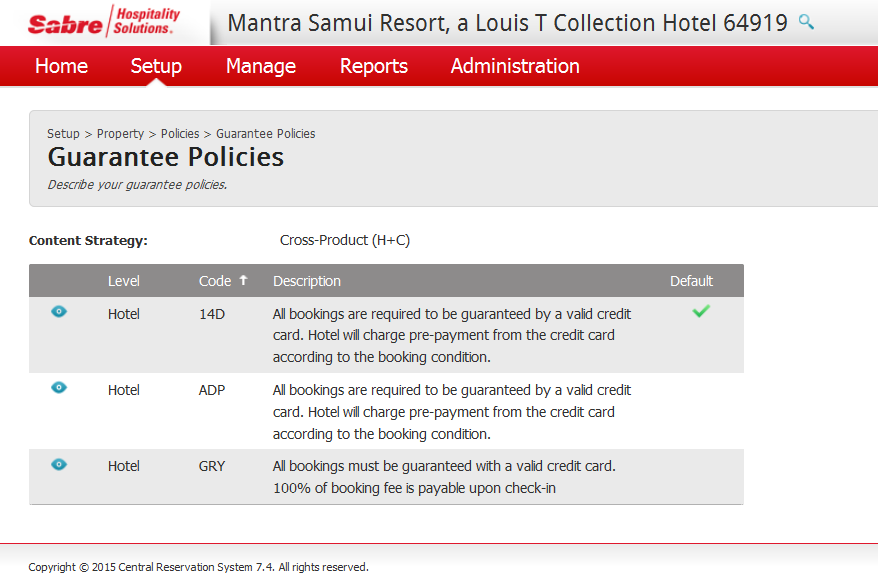 Sabre Hospitality Solutions.
Mantra Samui Resort, a Louis T Collection Hotel 64919
Home Setup Manage Reports Administration
Setup > Property > Policies > Guarantee Policies
Guarantee Policies
Describe your guarantee policies.
Content Strategy: Cross-Product (H+C)
Level Code Description Default
Hotel 14D All bookings are required to be guaranteed by a valid credit
card. Hotel will charge pre-payment from the credit card
according to the booking condition.
Hotel ADP All bookings are required to be guaranteed by a valid credit
card. Hotel will charge pre-payment from the credit card
according to the booking condition.
Hotel GRY All bookings must be guaranteed with a valid credit card.
100% of booking fee is payable upon check-in
Copyright © 2015 Central Reservation System 7.4. All rights reserved.